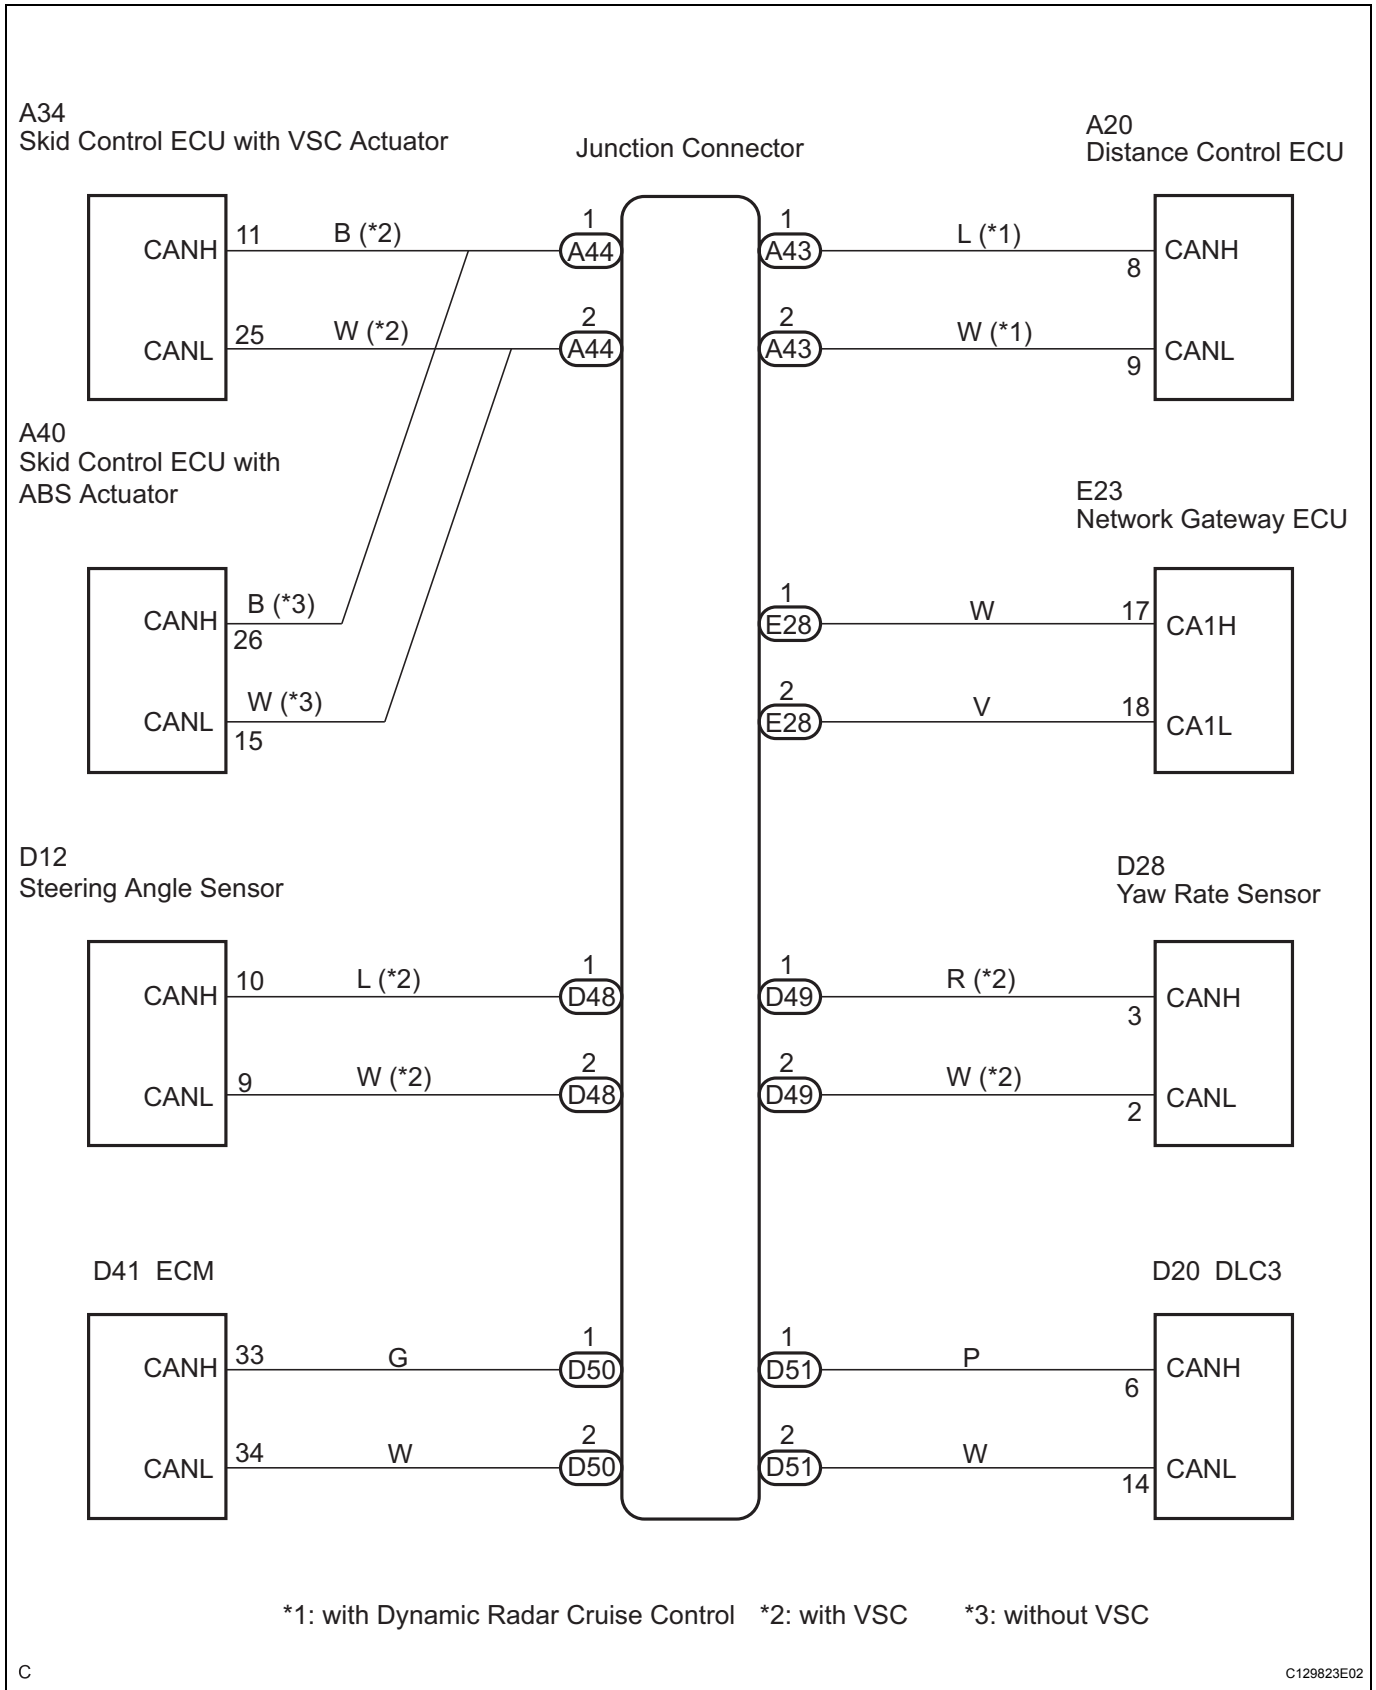 A34
Skid Control ECU with VSC Actuator
Junction Connector
A20
Distance Control ECU
CANH
11
B (*2)
1
A44
1
A43
L (*1)
8
CANH
CANL
25
W (*2)
2
A44
2
A43
W (*1)
9
CANL
A40
Skid Control ECU with
ABS Actuator
E23
Network Gateway ECU
CANH
B (*3)
26
1
E28
W
17
CA1H
CANL
W (*3)
15
2
E28
V
18
CA1L
D12
Steering Angle Sensor
D28
Yaw Rate Sensor
CANH
10
L (*2)
1
D48
1
D49
R (*2)
3
CANH
CANL
9
W (*2)
2
D48
2
D49
W (*2)
2
CANL
D41 ECM
D20 DLC3
CANH
33
G
1
D50
1
D51
P
6
CANH
CANL
34
W
2
D50
2
D51
W
14
CANL
*1: with Dynamic Radar Cruise Control *2: with VSC *3: without VSC
C
C129823E02